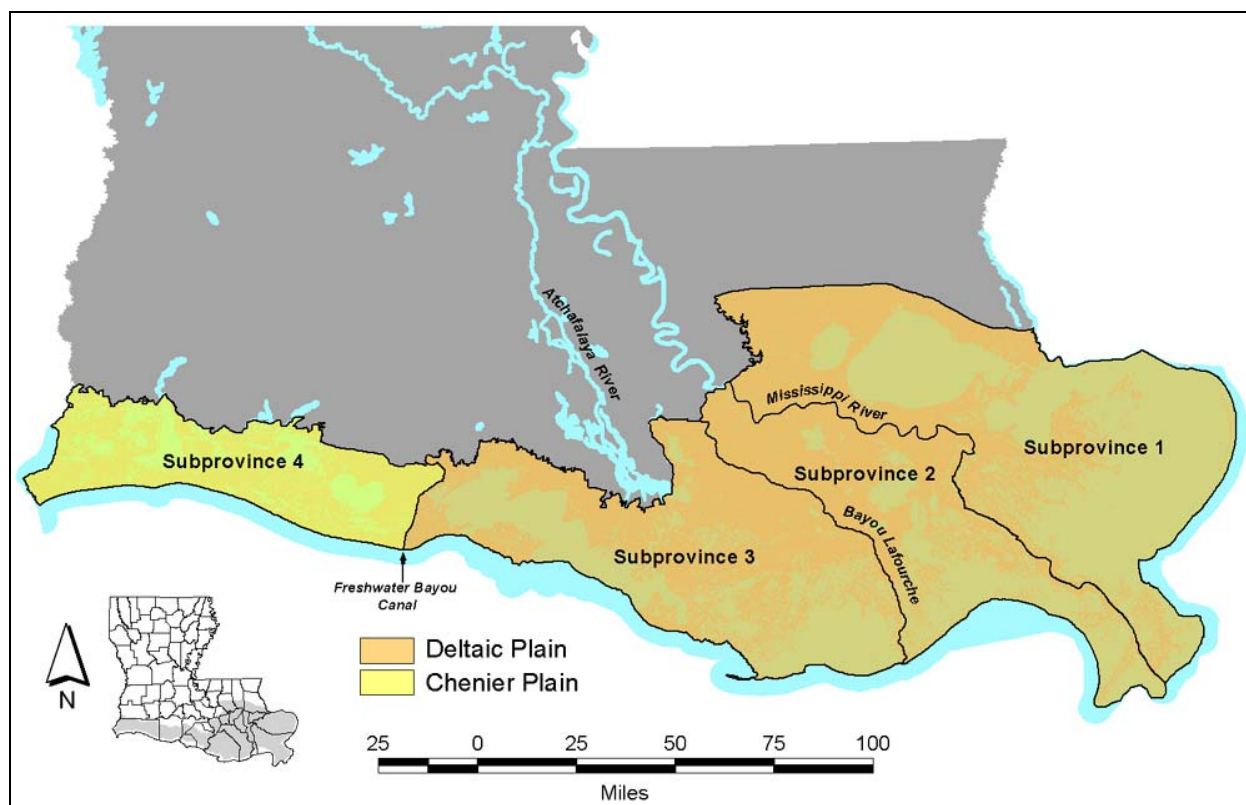 Atchafalaya River
Mississippi River
Subprovince 1
Subprovince 4
Subprovince 2
Bayou Lafourche
Subprovince 3
Freshwater Bayou
Canal
Deltaic Plain
Chenier Plain
N
25 0 25 50 75 100
Miles